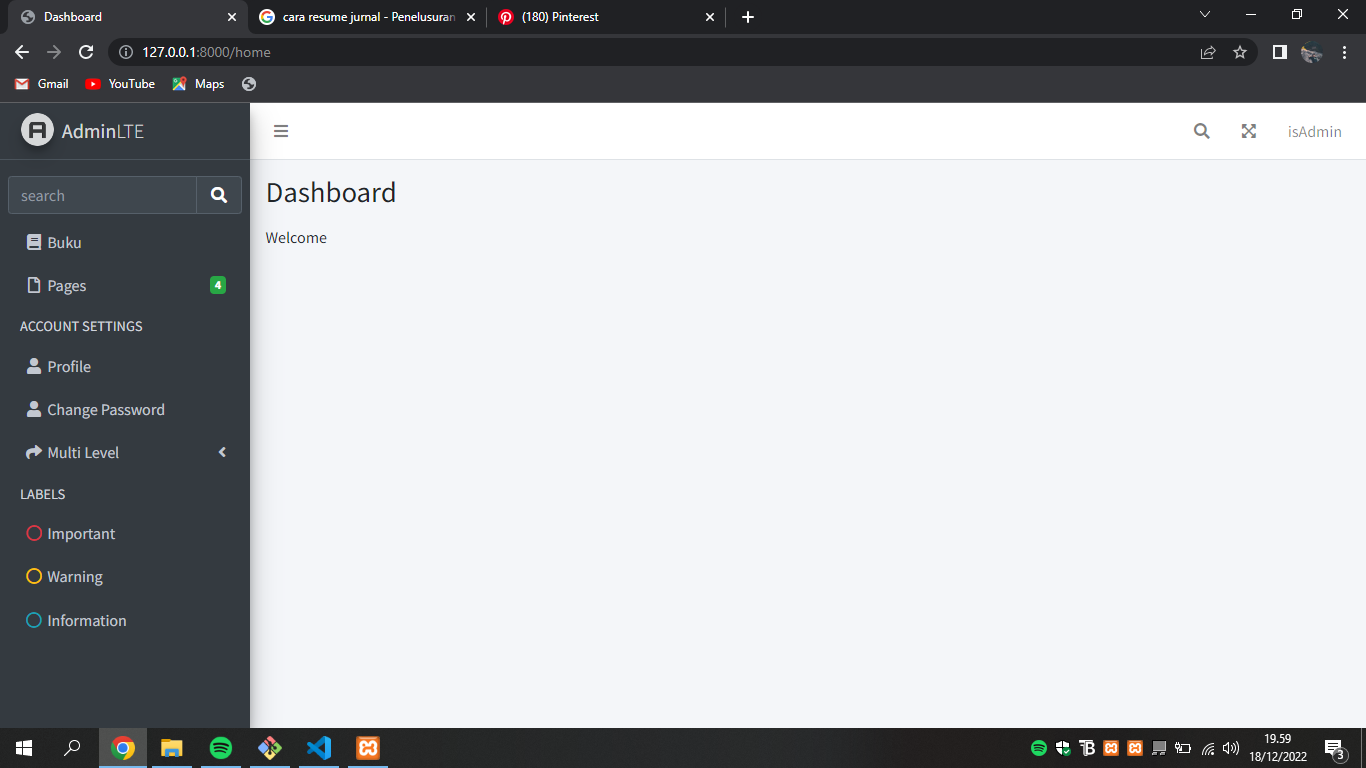 Dashboard
cara resume jurnal - Penelusuran
(180) Pinterest
127.0.0.1:8000/home
Gmail
YouTube
Maps
AdminLTE
isAdmin
search
Dashboard
Welcome
Buku
Pages
4
ACCOUNT SETTINGS
Profile
Change Password
Multi Level
LABELS
Important
Warning
Information
19.59
18/12/2022
3